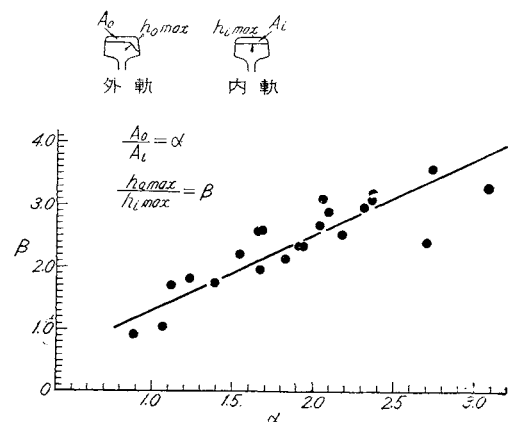 A₀ h₀max
hᵢmax Aᵢ
外軌 内軌
A₀/Aᵢ = α
h₀max/hᵢmax = β
4.0
3.0
β
2.0
1.0
0
1.0 1.5 2.0 2.5 3.0
α